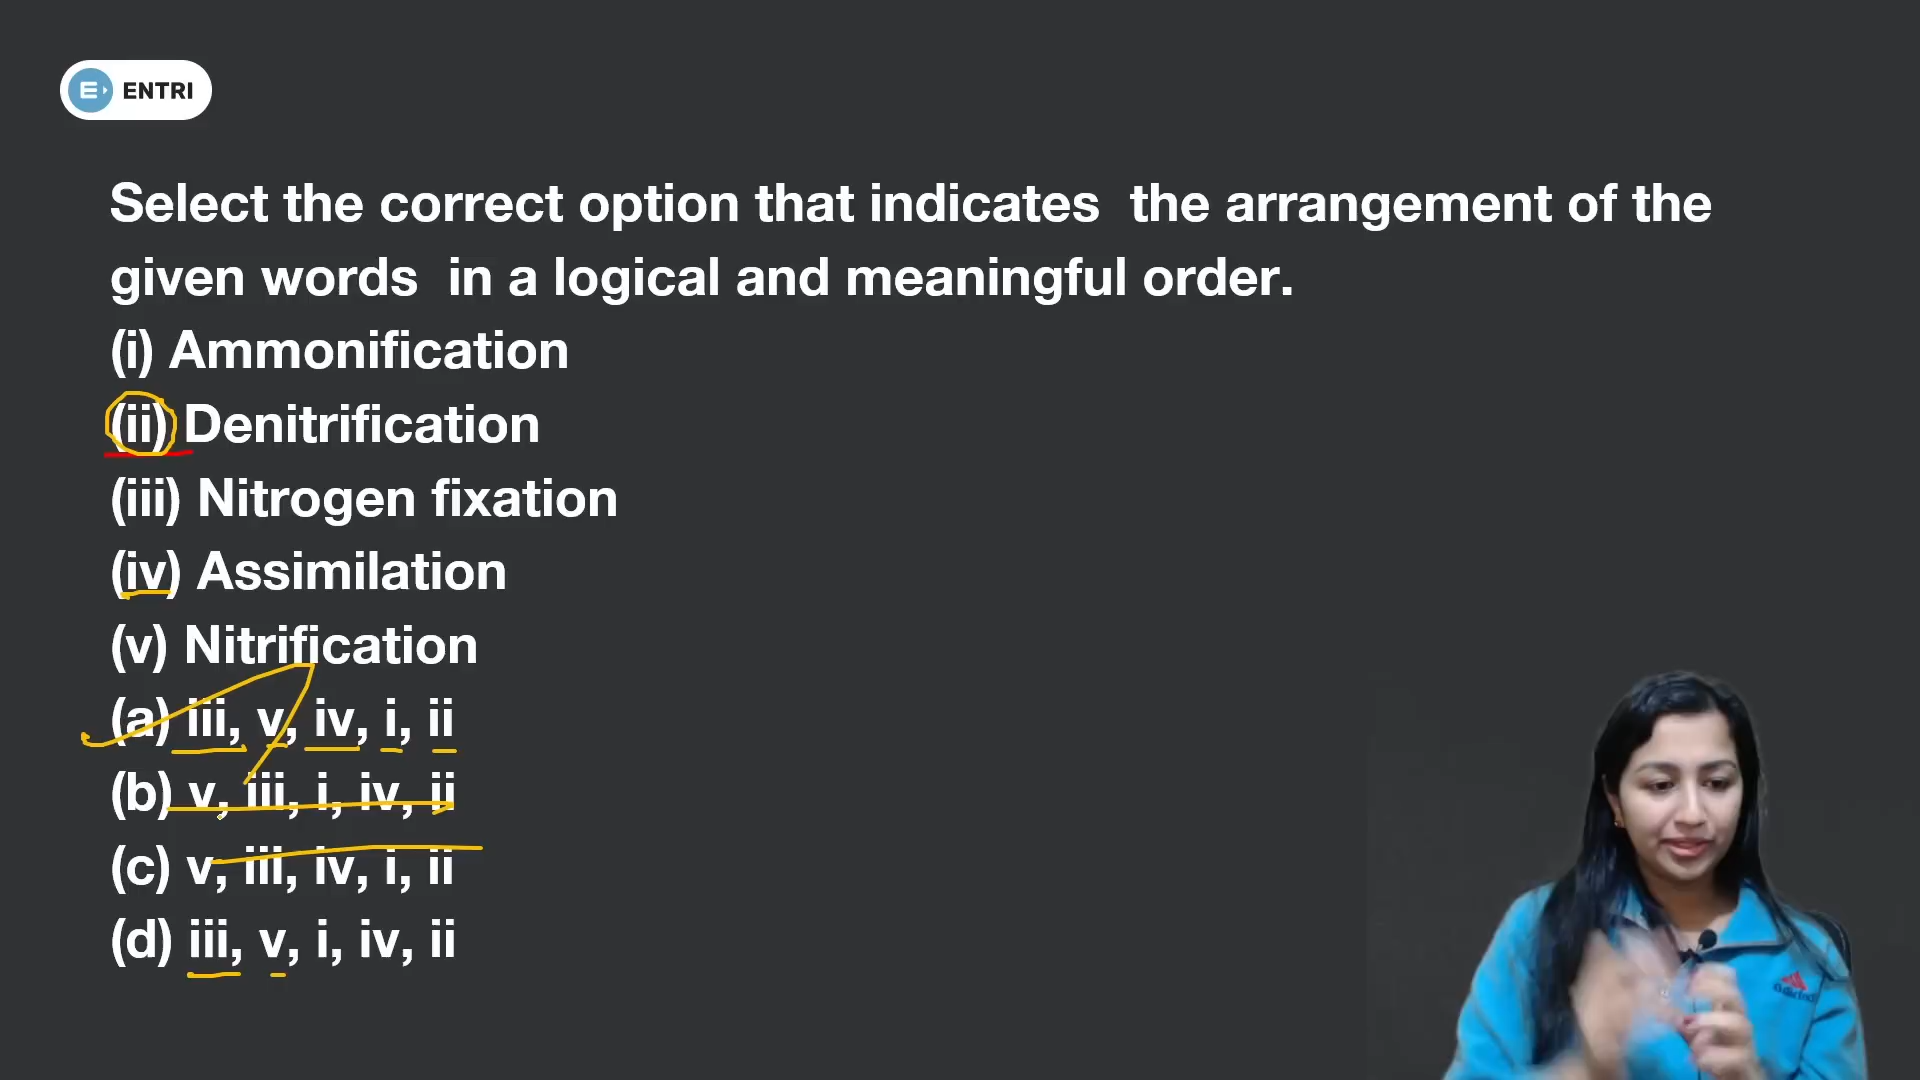 ENTRI
Select the correct option that indicates the arrangement of the
given words in a logical and meaningful order.
(i) Ammonification
(ii) Denitrification
(iii) Nitrogen fixation
(iv) Assimilation
(v) Nitrification
(a) iii, v, iv, i, ii
(b) v, iii, i, iv, ii
(c) v, iii, iv, i, ii
(d) iii, v, i, iv, ii